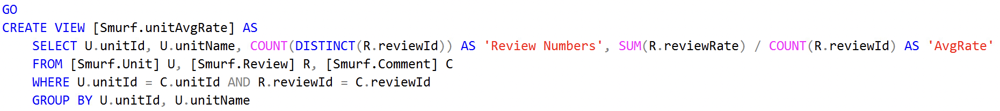 GO
CREATE VIEW [Smurf.unitAvgRate] AS
SELECT U.unitId, U.unitName, COUNT(DISTINCT(R.reviewId)) AS 'Review Numbers', SUM(R.reviewRate) / COUNT(R.reviewId) AS 'AvgRate'
FROM [Smurf.Unit] U, [Smurf.Review] R, [Smurf.Comment] C
WHERE U.unitId = C.unitId AND R.reviewId = C.reviewId
GROUP BY U.unitId, U.unitName